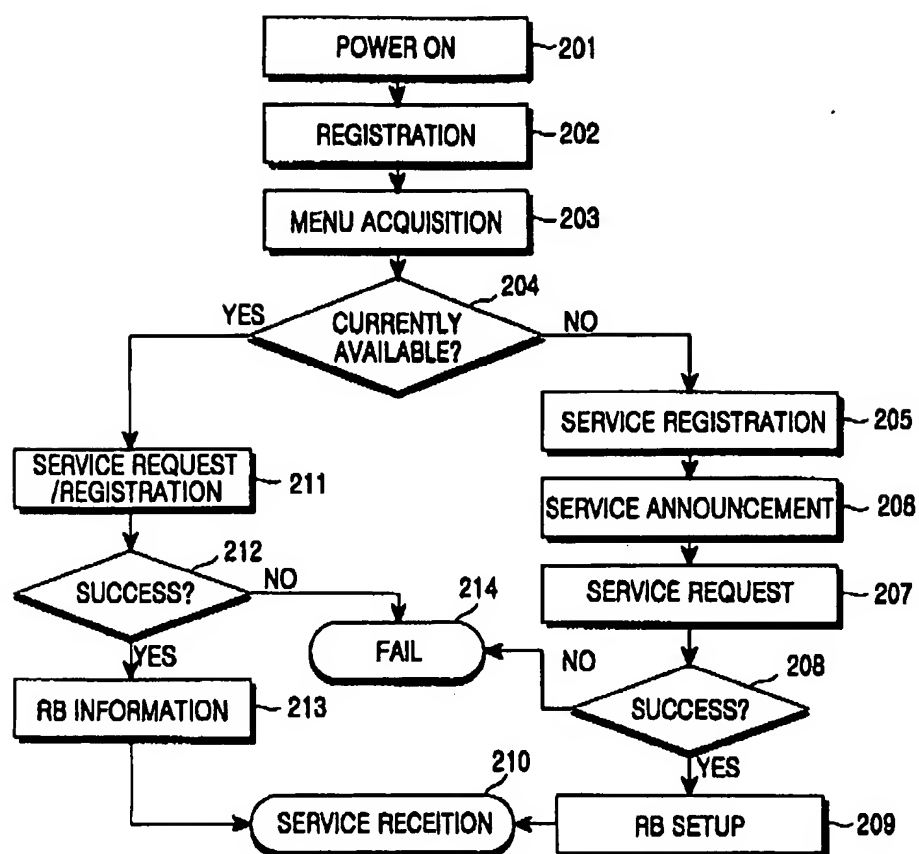 POWER ON
201
REGISTRATION
202
MENU ACQUISITION
203
204
CURRENTLY
AVAILABLE?
YES
NO
SERVICE REGISTRATION
205
SERVICE REQUEST
/REGISTRATION
211
SERVICE ANNOUNCEMENT
206
212
SUCCESS?
NO
214
FAIL
SERVICE REQUEST
207
NO
208
SUCCESS?
YES
YES
RB INFORMATION
213
210
SERVICE RECEITION
RB SETUP
209